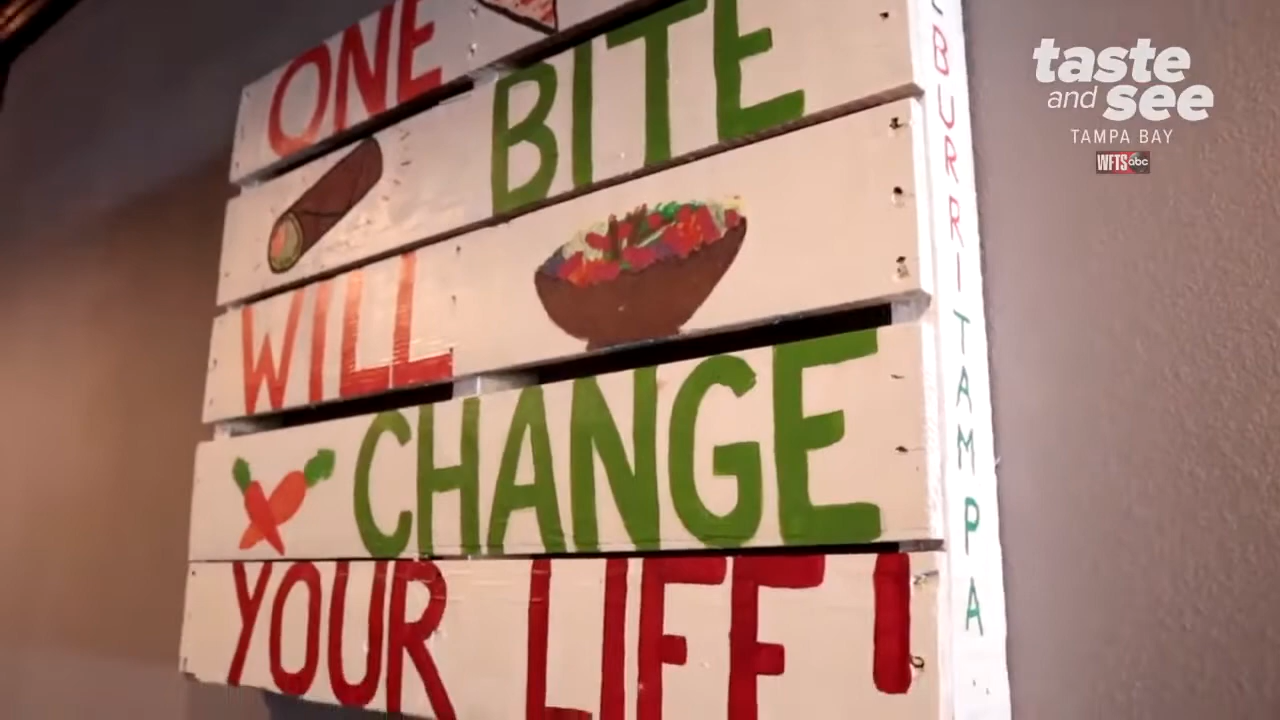 ONE
BITE
WILL
CHANGE
YOUR LIFE!
BURRITAMPA
taste
and see
TAMPA BAY
WFTS abc